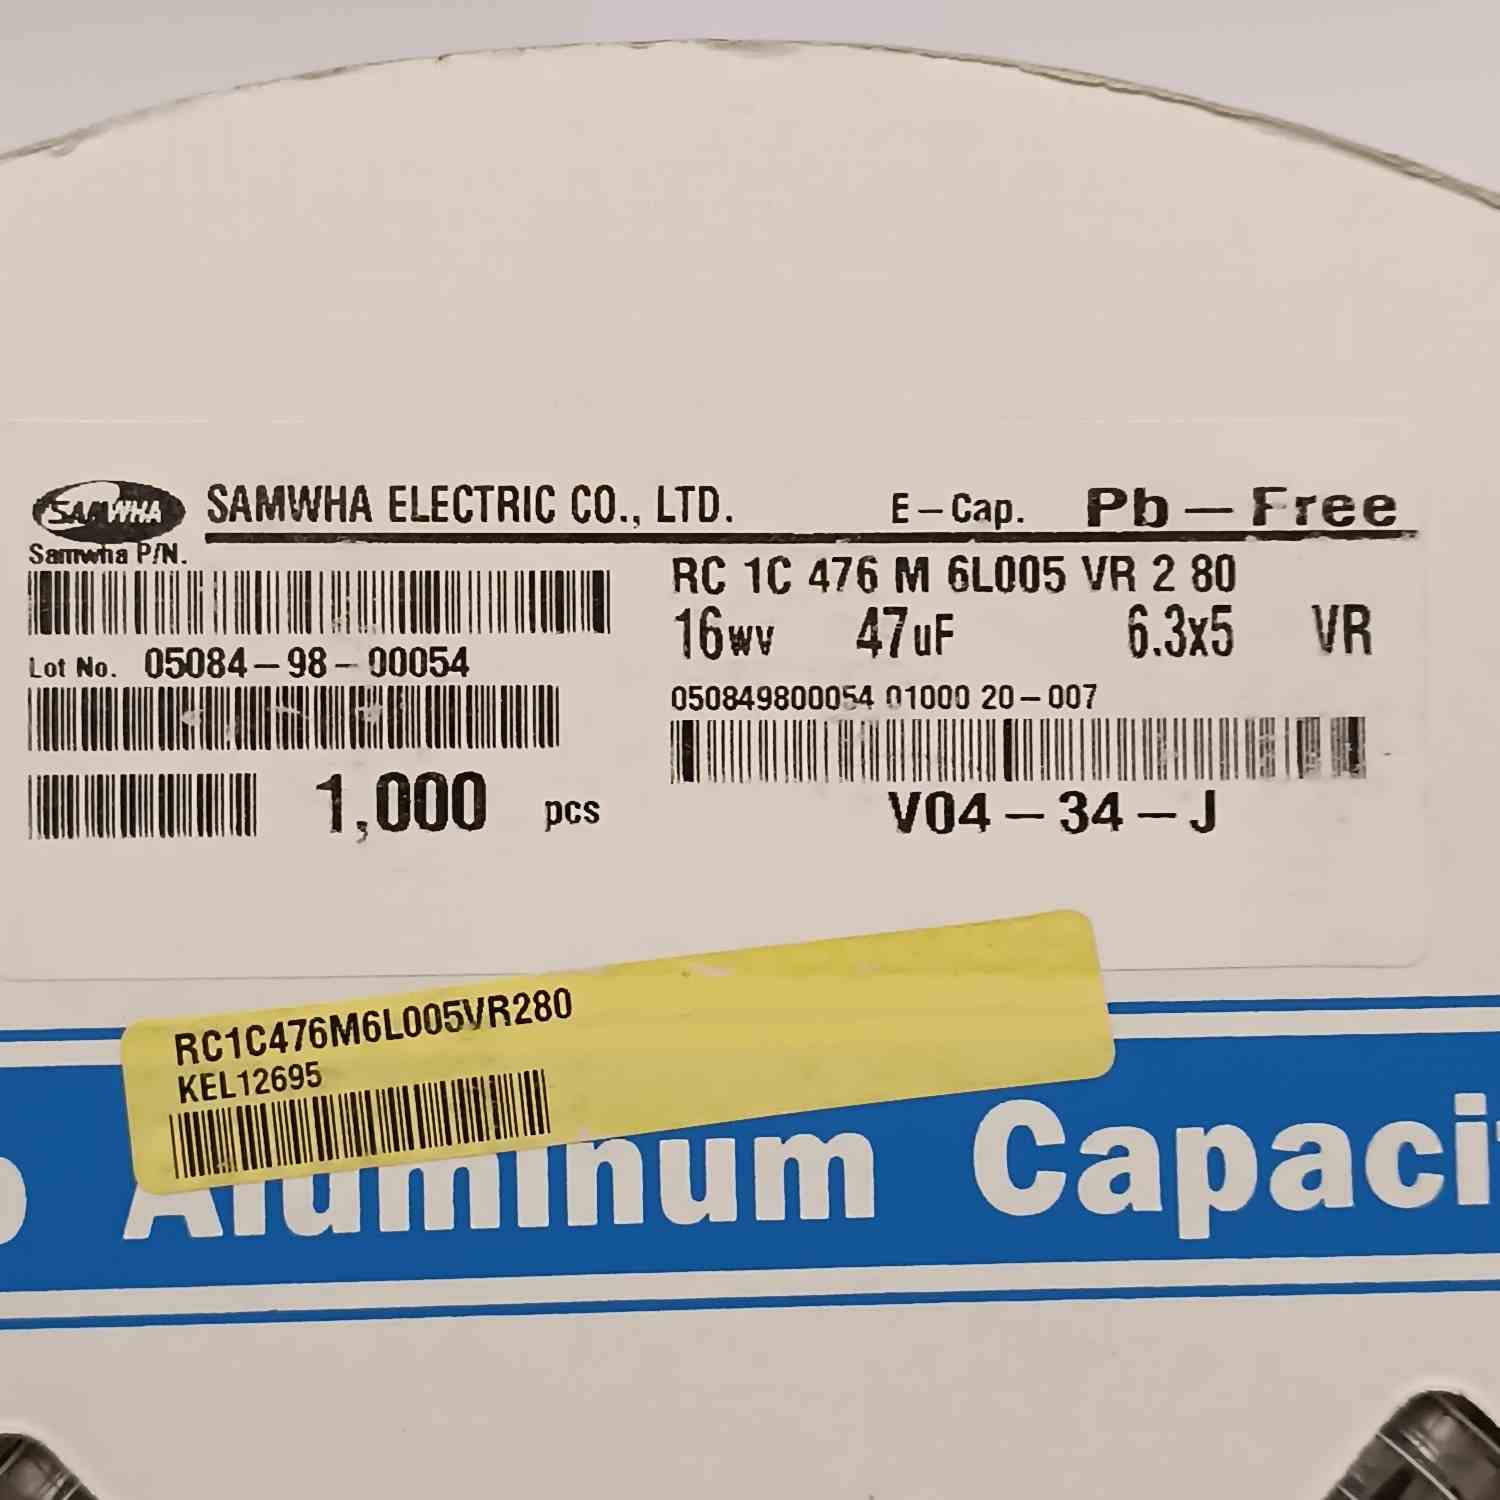 SAMWHA SAMWHA ELECTRIC CO., LTD. E-Cap. Pb-Free
Samwha P/N.
RC 1C 476 M 6L005 VR 2 80
16wv 47uF 6.3x5 VR
Lot No. 05084-98-00054
050849800054 01000 20-007
1,000 pcs
V04-34-J
RC1C476M6L005VR280
KEL12695
Aluminum Capaci